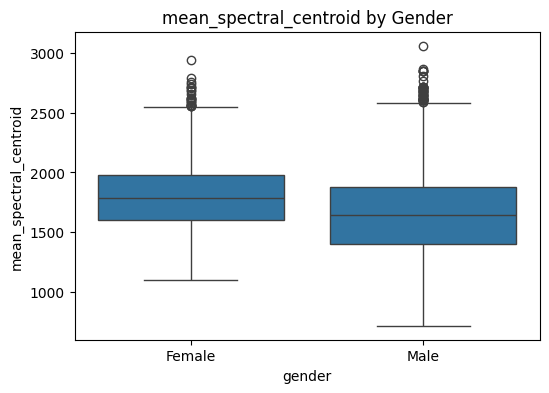 mean_spectral_centroid by Gender
mean_spectral_centroid
3000
2500
2000
1500
1000
Female
Male
gender